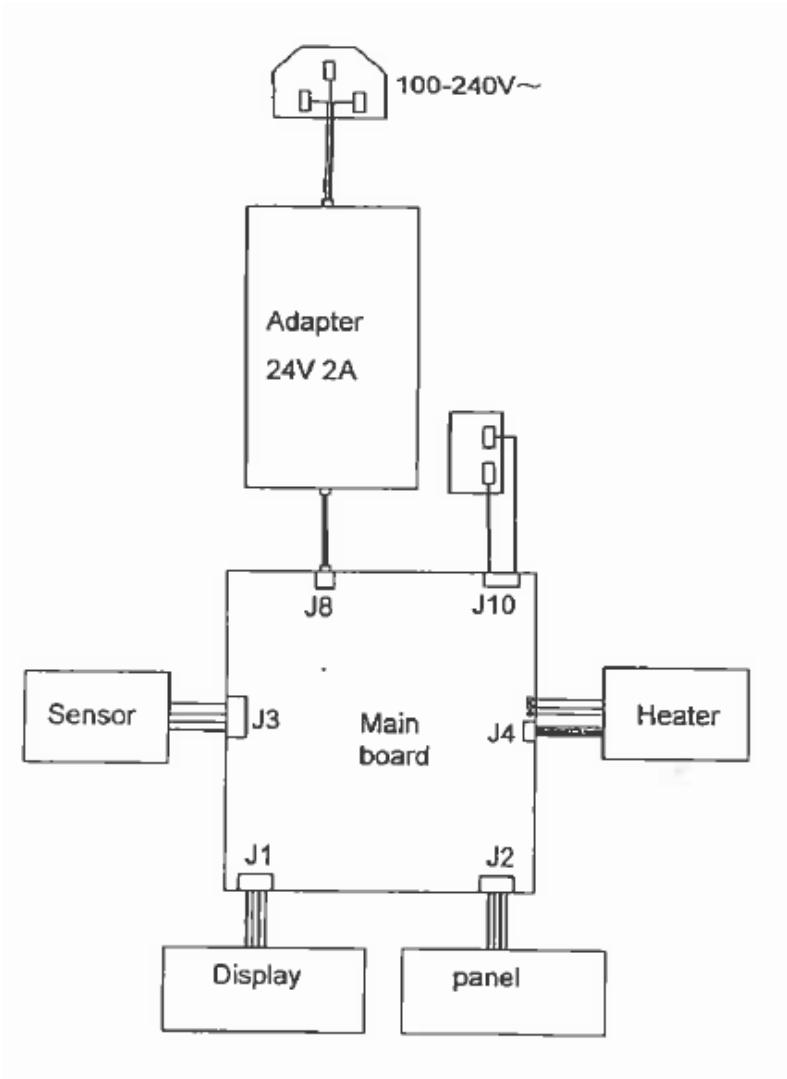 100-240V～
Adapter
24V 2A
J8
J10
Sensor
J3
Main
board
J4
Heater
J1
J2
Display
panel